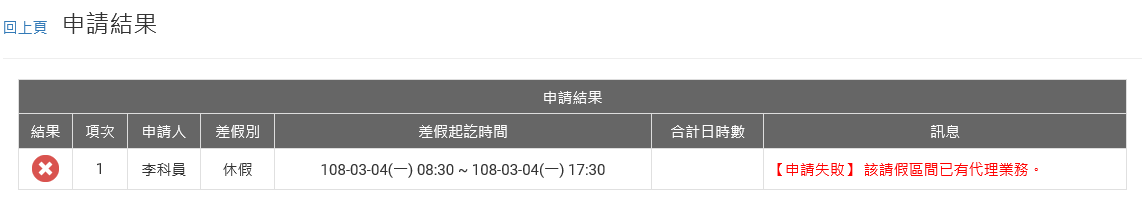 回上頁 申請結果
申請結果
結果 項次 申請人 差假別 差假起訖時間 合計日時數 訊息
1 李科員 休假 108-03-04(一) 08:30 ~ 108-03-04(一) 17:30 【申請失敗】 該請假區間已有代理業務。